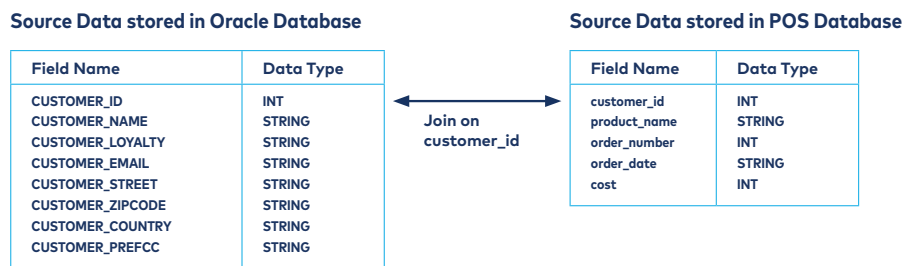 Source Data stored in Oracle Database
Source Data stored in POS Database
Field Name Data Type
CUSTOMER_ID INT
CUSTOMER_NAME STRING
CUSTOMER_LOYALTY STRING
CUSTOMER_EMAIL STRING
CUSTOMER_STREET STRING
CUSTOMER_ZIPCODE STRING
CUSTOMER_COUNTRY STRING
CUSTOMER_PREFCC STRING
Join on
customer_id
Field Name Data Type
customer_id INT
product_name STRING
order_number INT
order_date STRING
cost INT